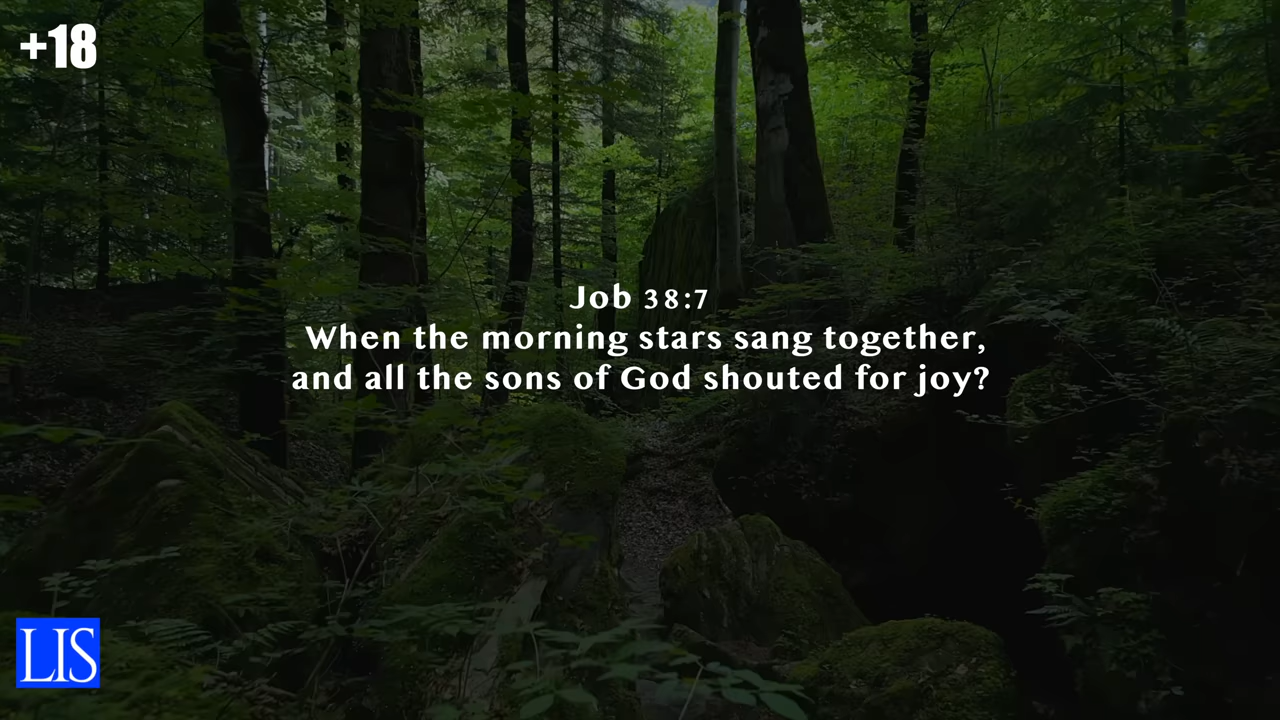 +18
Job 38:7
When the morning stars sang together,
and all the sons of God shouted for joy?
LIS